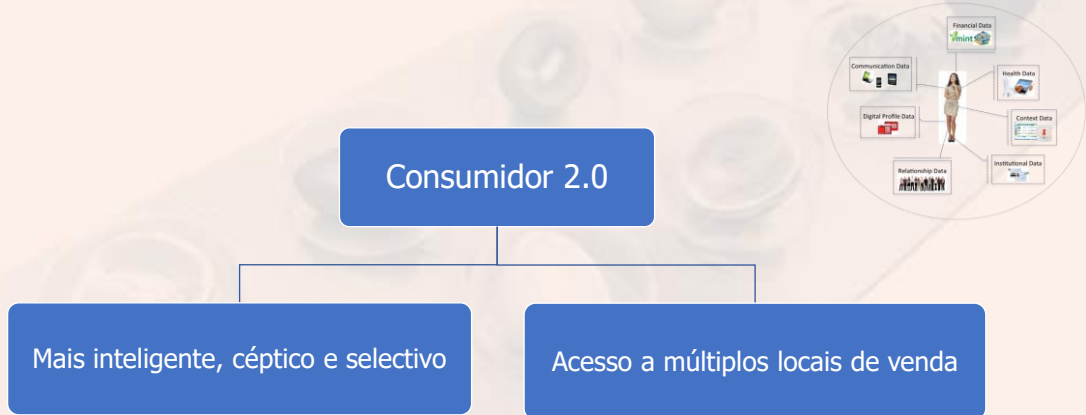 Financial Data
mint
Communication Data
Health Data
Digital Profile Data
Context Data
Institutional Data
Relationship Data
Consumidor 2.0
Mais inteligente, céptico e selectivo
Acesso a múltiplos locais de venda